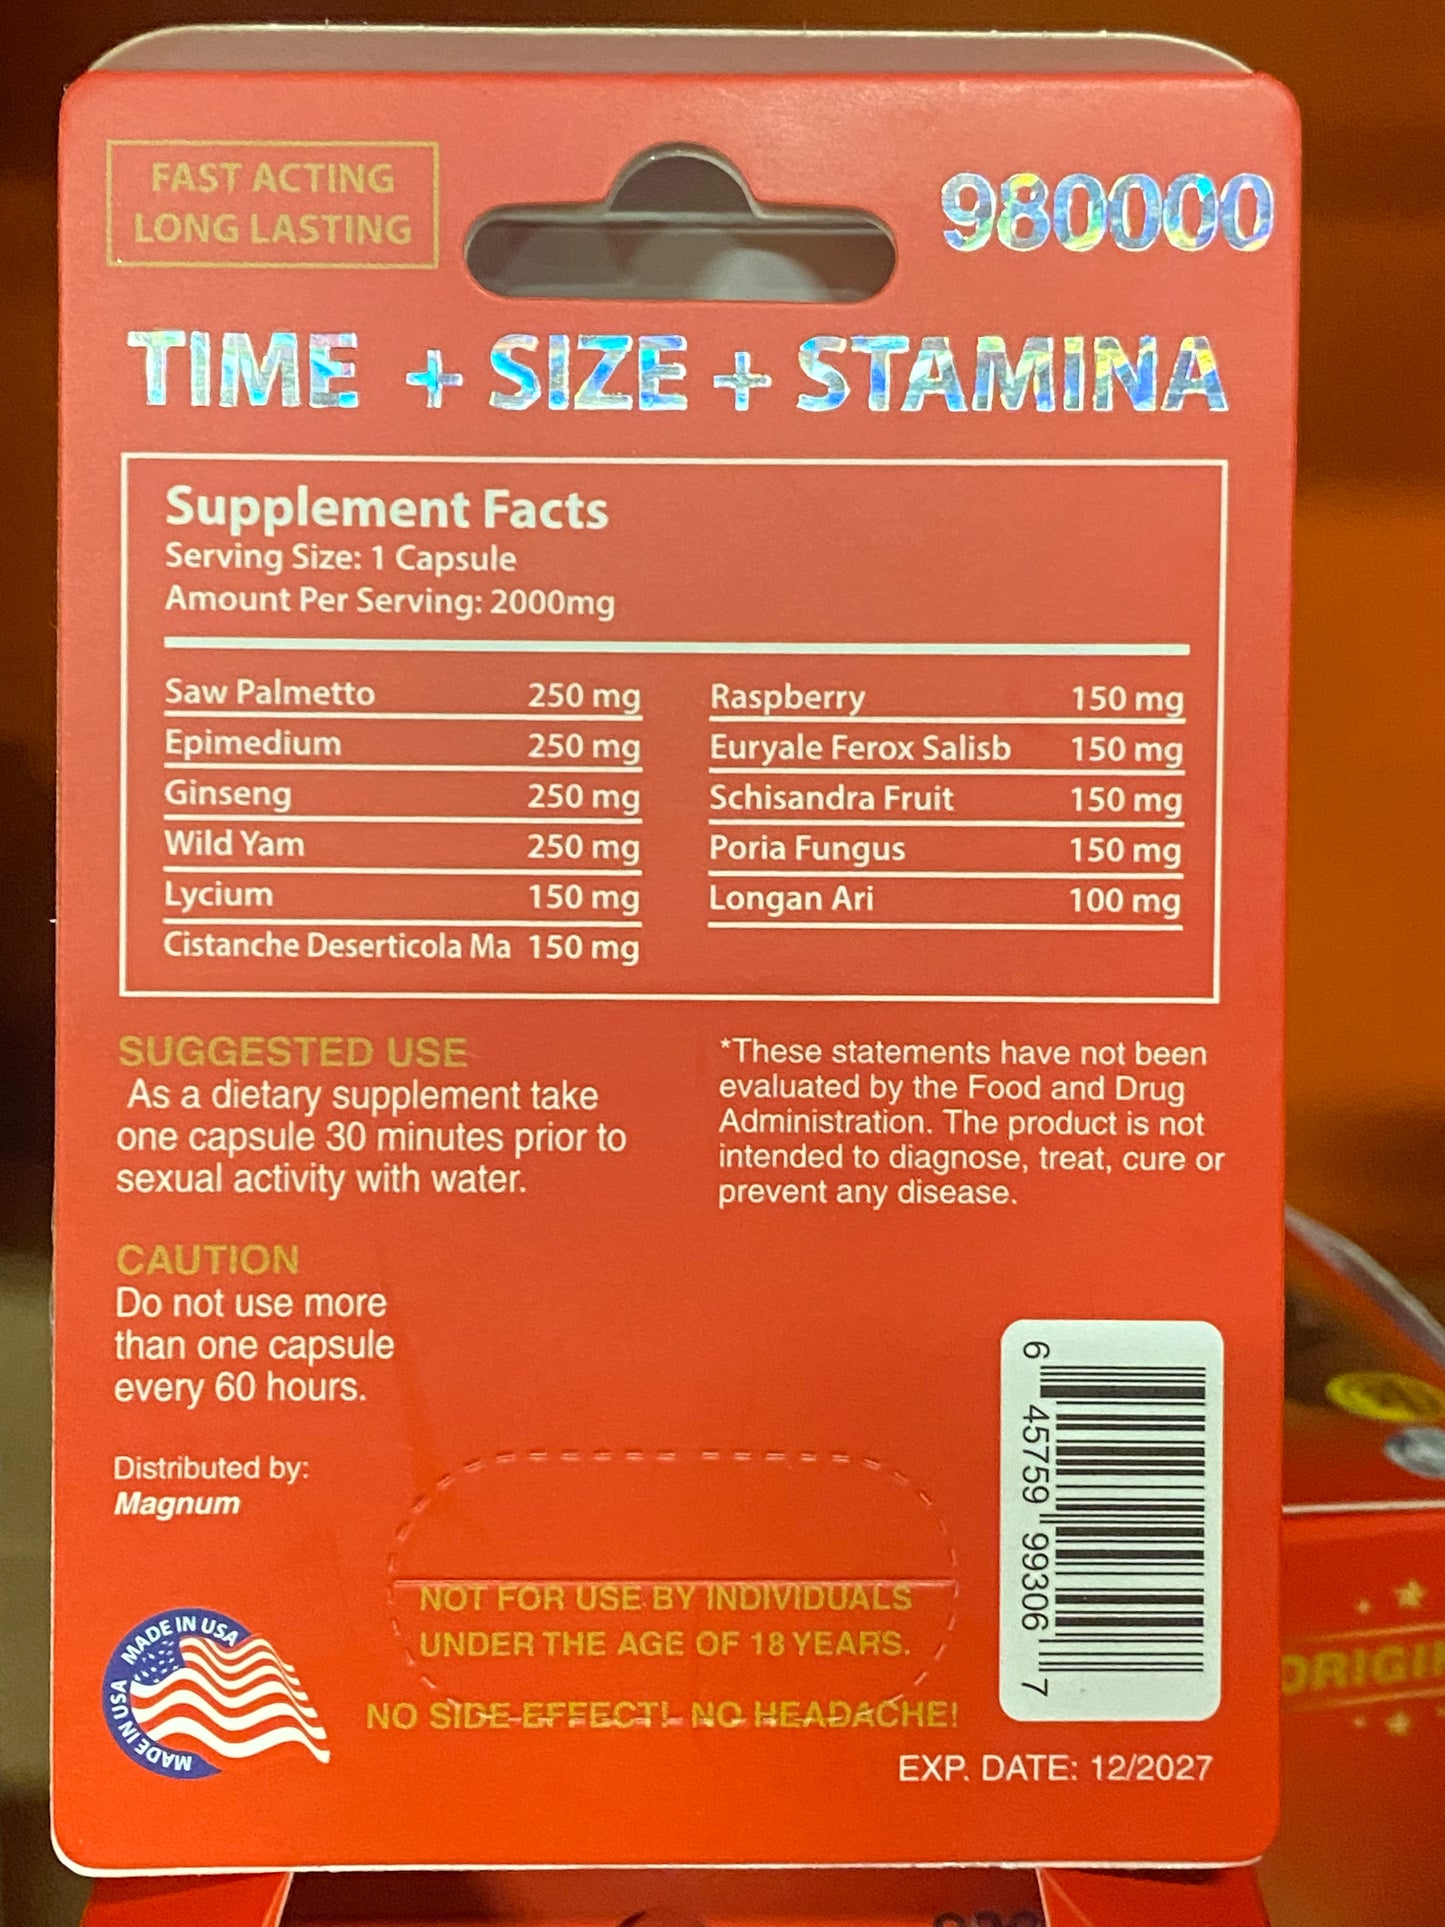 FAST ACTING
LONG LASTING
980000
TIME + SIZE + STAMINA
Supplement Facts
Serving Size: 1 Capsule
Amount Per Serving: 2000mg
Saw Palmetto 250 mg
Epimedium 250 mg
Ginseng 250 mg
Wild Yam 250 mg
Lycium 150 mg
Cistanche Deserticola Ma 150 mg
Raspberry 150 mg
Euryale Ferox Salisb 150 mg
Schisandra Fruit 150 mg
Poria Fungus 150 mg
Longan Ari 100 mg
SUGGESTED USE
As a dietary supplement take
one capsule 30 minutes prior to
sexual activity with water.
*These statements have not been
evaluated by the Food and Drug
Administration. The product is not
intended to diagnose, treat, cure or
prevent any disease.
CAUTION
Do not use more
than one capsule
every 60 hours.
Distributed by:
Magnum
MADE IN USA
MADE IN USA
MADE
NOT FOR USE BY INDIVIDUALS
UNDER THE AGE OF 18 YEARS.
NO SIDE EFFECT! NO HEADACHE!
6 45759 99306 7
EXP. DATE: 12/2027